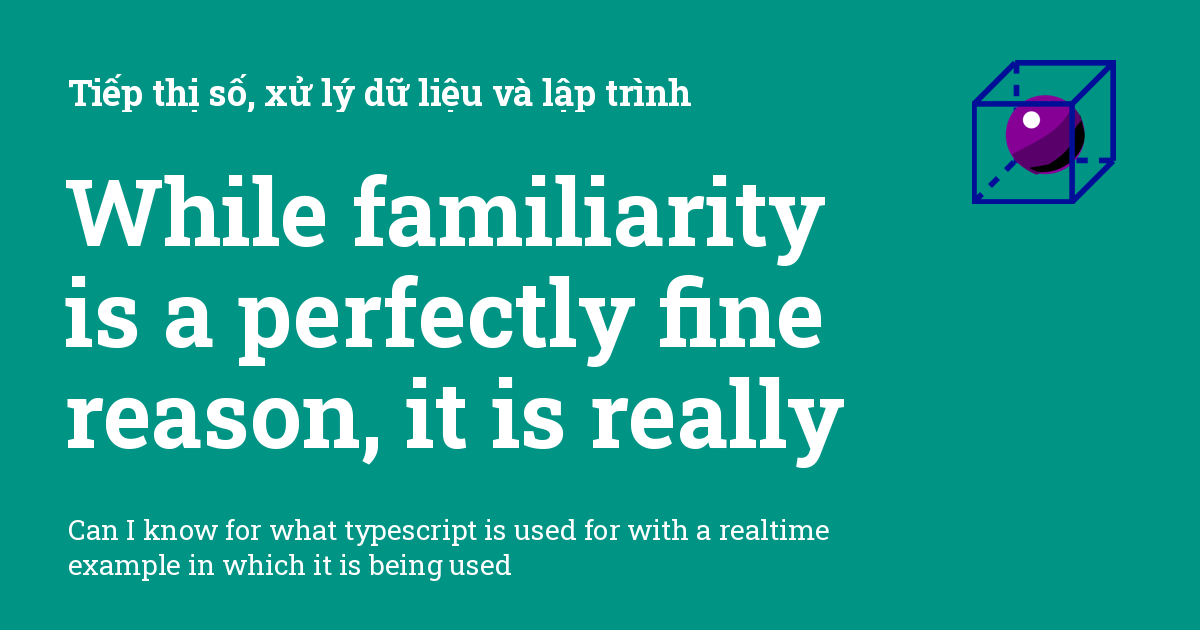 Tiếp thị số, xử lý dữ liệu và lập trình
While familiarity
is a perfectly fine
reason, it is really
Can I know for what typescript is used for with a realtime
example in which it is being used